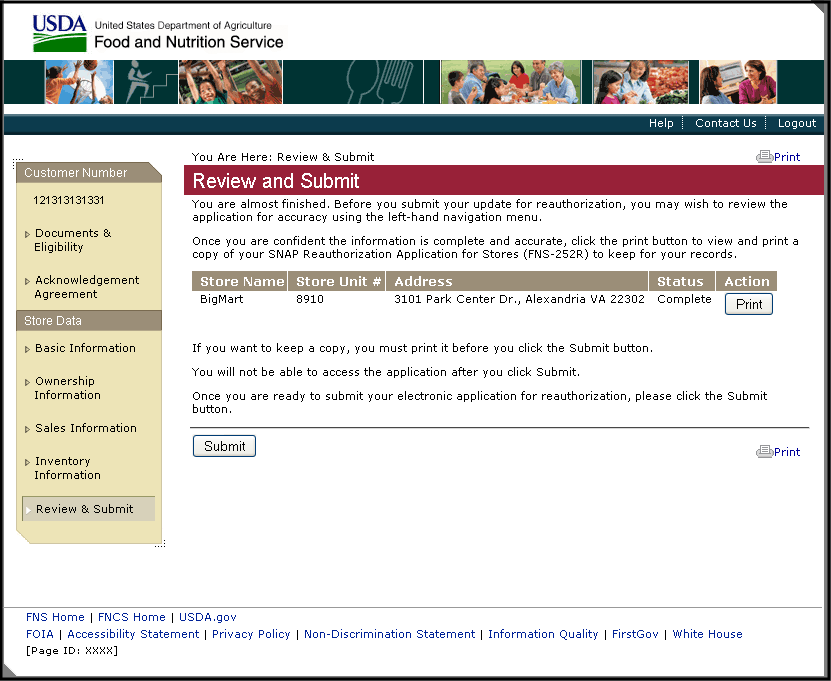 USDA United States Department of Agriculture
Food and Nutrition Service
Help Contact Us Logout
You Are Here: Review & Submit
Print
Customer Number
121313131331
Documents &
Eligibility
Acknowledgement
Agreement
Store Data
Basic Information
Ownership
Information
Sales Information
Inventory
Information
Review & Submit
Review and Submit
You are almost finished. Before you submit your update for reauthorization, you may wish to review the
application for accuracy using the left-hand navigation menu.
Once you are confident the information is complete and accurate, click the print button to view and print a
copy of your SNAP Reauthorization Application for Stores (FNS-252R) to keep for your records.
Store Name Store Unit # Address Status Action
BigMart 8910 3101 Park Center Dr., Alexandria VA 22302 Complete Print
If you want to keep a copy, you must print it before you click the Submit button.
You will not be able to access the application after you click Submit.
Once you are ready to submit your electronic application for reauthorization, please click the Submit
button.
Submit
Print
FNS Home | FNCS Home | USDA.gov
FOIA | Accessibility Statement | Privacy Policy | Non-Discrimination Statement | Information Quality | FirstGov | White House
[Page ID: XXXX]